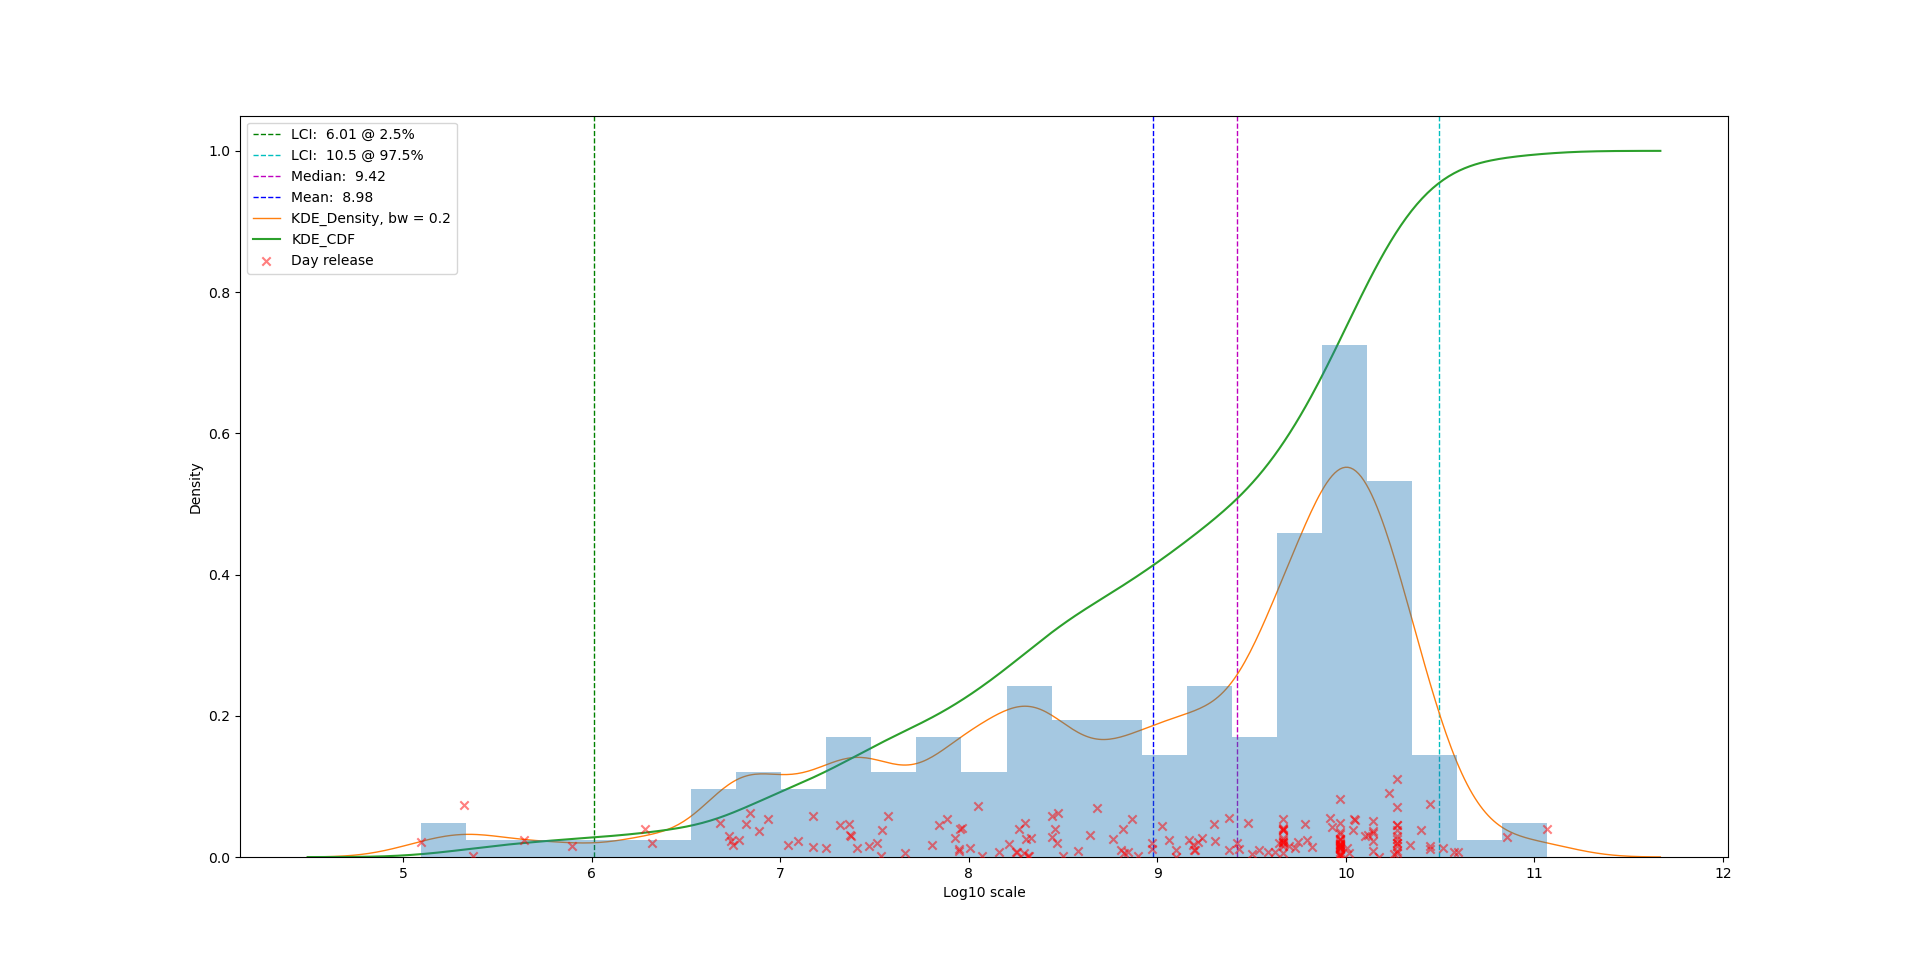 LCI:  6.01 @ 2.5%
LCI:  10.5 @ 97.5%
Median:  9.42
Mean:  8.98
KDE_Density, bw = 0.2
KDE_CDF
Day release
1.0
0.8
0.6
0.4
0.2
0.0
Density
5 6 7 8 9 10 11 12
Log10 scale